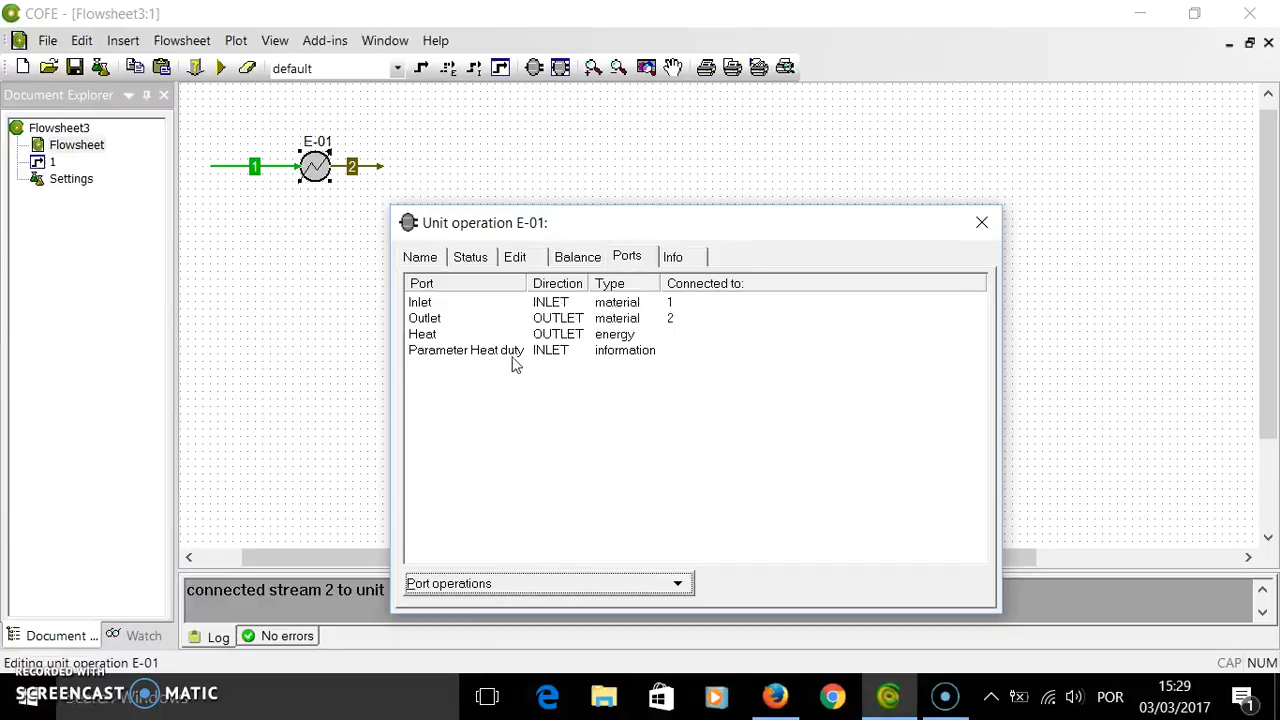 COFE - [Flowsheet3:1]
File Edit Insert Flowsheet Plot View Add-ins Window Help
default
Document Explorer
Flowsheet3
Flowsheet
1
Settings
E-01
1 2
Unit operation E-01:
Name Status Edit Balance Ports Info
Port Direction Type Connected to:
Inlet INLET material 1
Outlet OUTLET material 2
Heat OUTLET energy
Parameter Heat duty INLET information
Port operations
connected stream 2 to unit
Document ... Watch Log No errors
Editing unit operation E-01 CAP NUM
RECORDED WITH
SCREENCAST MATIC
POR
15:29
03/03/2017
1